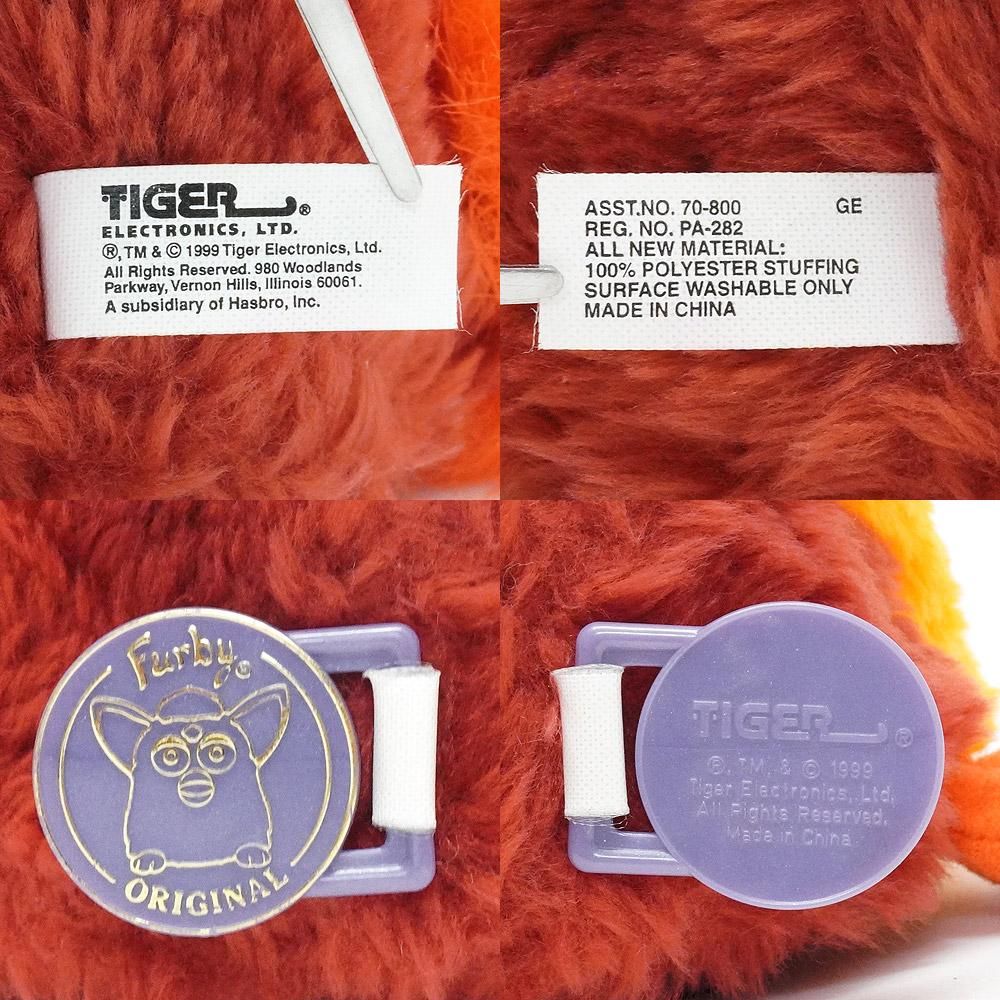 TIGER®
ELECTRONICS, LTD.
®, TM & © 1999 Tiger Electronics, Ltd.
All Rights Reserved. 980 Woodlands
Parkway, Vernon Hills, Illinois 60061.
A subsidiary of Hasbro, Inc.
ASST.NO. 70-800 GE
REG. NO. PA-282
ALL NEW MATERIAL:
100% POLYESTER STUFFING
SURFACE WASHABLE ONLY
MADE IN CHINA
Furby®
ORIGINAL
TIGER®
®, TM, & © 1999
Tiger Electronics, Ltd.
All Rights Reserved.
Made in China